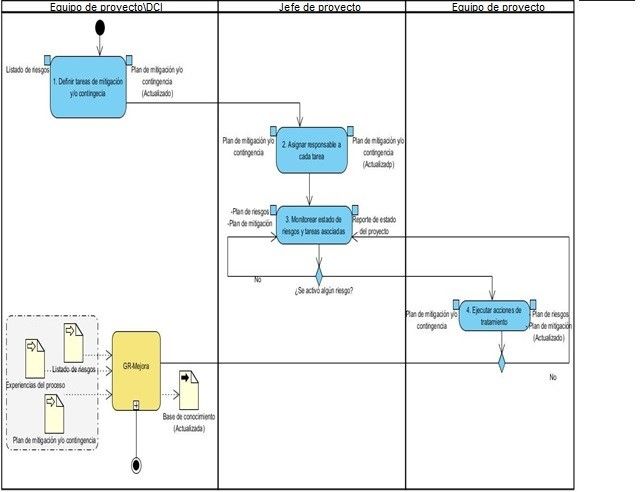 Equipo de proyecto\DCI
Jefe de proyecto
Equipo de proyecto
Listado de riesgos
1. Definir tareas de mitigación
y/o contingecia
Plan de mitigación y/o
contingencia
(Actualizado)
Plan de mitigación y/o
contingencia
2. Asignar responsable a
cada tarea
Plan de mitigación y/o
contingencia
(Actualizadp)
-Plan de riesgos
-Plan de mitigación
3. Monitorear estado de
riesgos y tareas asociadas
Reporte de estado
del proyecto
No
¿Se activo algún riesgo?
Plan de mitigación y/o
contingencia
4. Ejecutar acciones de
tratamiento
Plan de riesgos
-Plan de mitigación
(Actualizado)
No
Listado de riesgos
Experiencias del proceso
Plan de mitigación y/o contingencia
GR-Mejora
Base de conocimiento
(Actualizada)